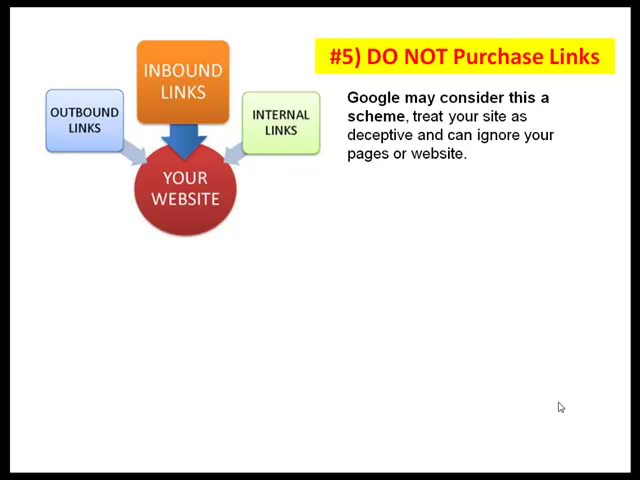 #5) DO NOT Purchase Links
INBOUND
LINKS
OUTBOUND
LINKS
INTERNAL
LINKS
YOUR
WEBSITE
Google may consider this a
scheme, treat your site as
deceptive and can ignore your
pages or website.